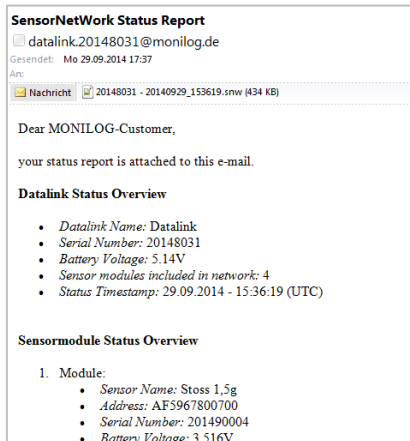 SensorNetWork Status Report
datalink.20148031@monilog.de
Gesendet: Mo 29.09.2014 17:37
An:
Nachricht 20148031 - 20140929_153619.snw (434 KB)
Dear MONILOG-Customer,
your status report is attached to this e-mail.
Datalink Status Overview
• Datalink Name: Datalink
• Serial Number: 20148031
• Battery Voltage: 5.14V
• Sensor modules included in network: 4
• Status Timestamp: 29.09.2014 - 15:36:19 (UTC)
Sensormodule Status Overview
1. Module:
• Sensor Name: Stoss 1,5g
• Address: AF5967800700
• Serial Number: 201490004
• Battery Voltage: 3.516V